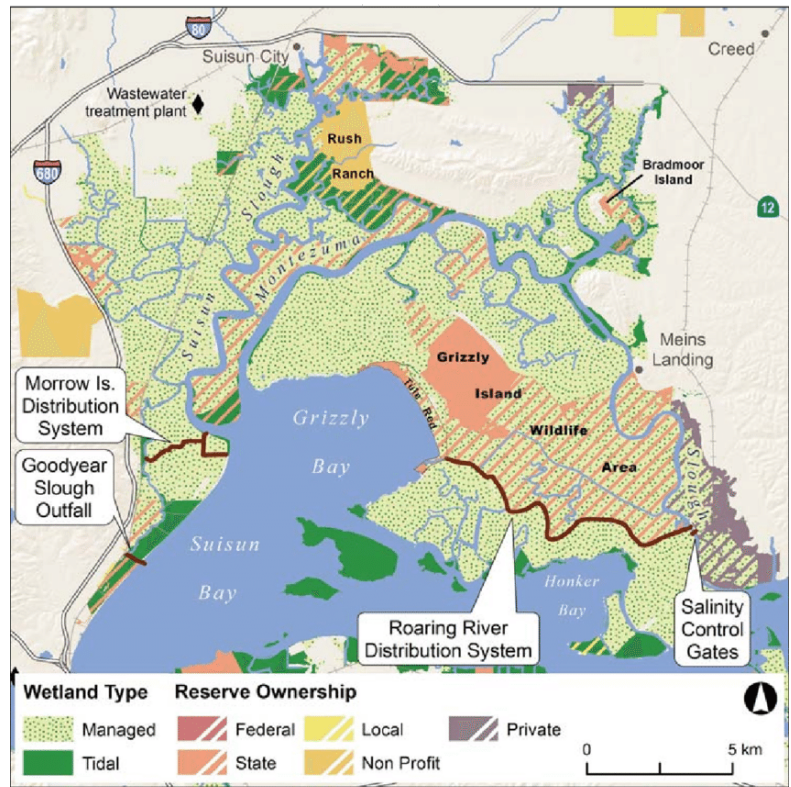 80
Suisun City
Creed
Wastewater
treatment plant
Rush
Ranch
680
Bradmoor
Island
12
Suisun Slough
Montezuma
Slough
Meins
Landing
Grizzly
Island
Wildlife
Area
Tule Red
Morrow Is.
Distribution
System
Grizzly
Bay
Goodyear
Slough
Outfall
Suisun
Bay
Honker
Bay
Roaring River
Distribution System
Salinity
Control
Gates
Wetland Type
Reserve Ownership
Managed
Federal
Local
Private
Tidal
State
Non Profit
0
5 km